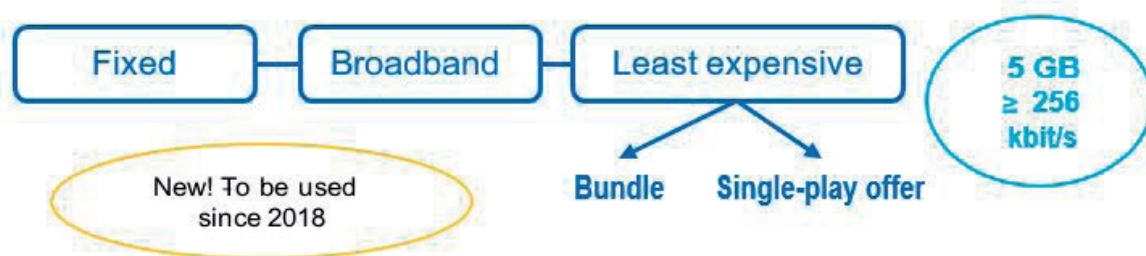 Fixed
Broadband
Least expensive
5 GB
≥ 256
kbit/s
Bundle
Single-play offer
New! To be used
since 2018